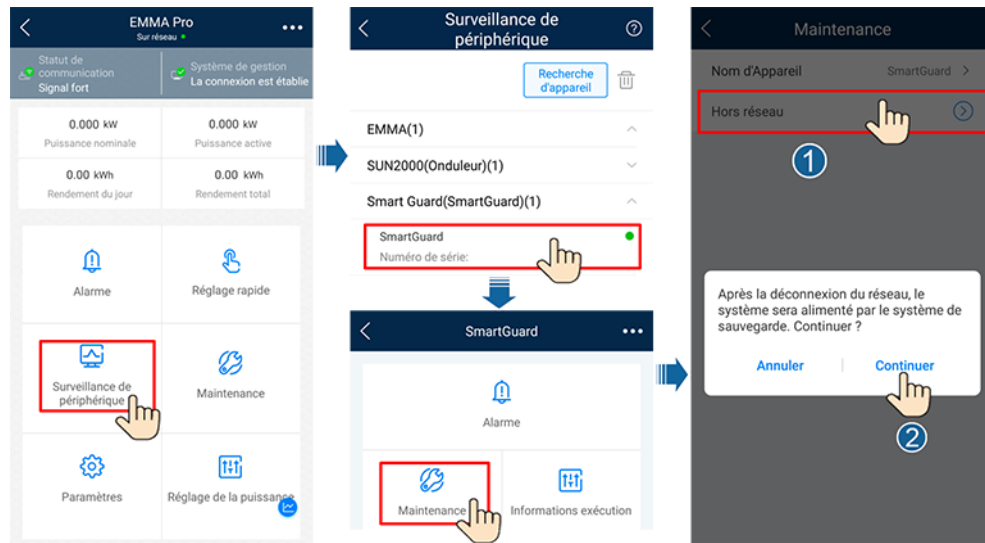 EMMA Pro
Sur réseau
Statut de
communication
Signal fort
Système de gestion
La connexion est établie
0.000 kW
Puissance nominale
0.000 kW
Puissance active
0.00 kWh
Rendement du jour
0.00 kWh
Rendement total
Alarme
Réglage rapide
Surveillance de
périphérique
Maintenance
Paramètres
Réglage de la puissance
Surveillance de
périphérique
Recherche
d'appareil
EMMA(1)
SUN2000(Onduleur)(1)
Smart Guard(SmartGuard)(1)
SmartGuard
Numéro de série:
SmartGuard
Alarme
Maintenance
Informations exécution
Maintenance
Nom d'Appareil
SmartGuard
Hors réseau
1
Après la déconnexion du réseau, le
système sera alimenté par le système de
sauvegarde. Continuer ?
Annuler
Continuer
2